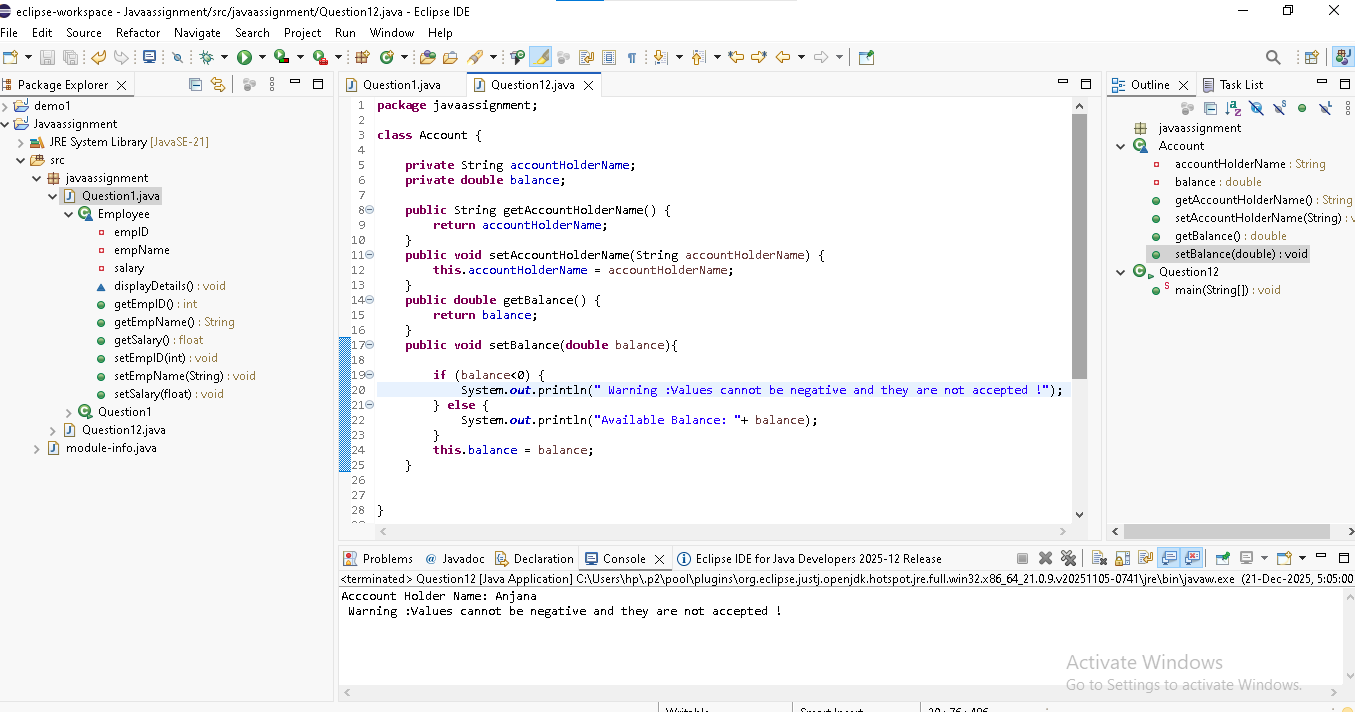 eclipse-workspace - Javaassignment/src/javaassignment/Question12.java - Eclipse IDE
File Edit Source Refactor Navigate Search Project Run Window Help
Package Explorer
demo1
Javaassignment
JRE System Library [JavaSE-21]
src
javaassignment
Question1.java
Employee
empID
empName
salary
displayDetails() : void
getEmpID() : int
getEmpName() : String
getSalary() : float
setEmpID(int) : void
setEmpName(String) : void
setSalary(float) : void
Question1
Question12.java
module-info.java
Question1.java Question12.java
1 package javaassignment;
2
3 class Account {
4
5 private String accountHolderName;
6 private double balance;
7
8 public String getAccountHolderName() {
9 return accountHolderName;
10 }
11 public void setAccountHolderName(String accountHolderName) {
12 this.accountHolderName = accountHolderName;
13 }
14 public double getBalance() {
15 return balance;
16 }
17 public void setBalance(double balance){
18
19 if (balance<0) {
20 System.out.println(" Warning :Values cannot be negative and they are not accepted !");
21 } else {
22 System.out.println("Available Balance: "+ balance);
23 }
24 this.balance = balance;
25 }
26
27
28 }
Outline Task List
javaassignment
Account
accountHolderName : String
balance : double
getAccountHolderName() : String
setAccountHolderName(String) : v
getBalance() : double
setBalance(double) : void
Question12
S main(String[]) : void
Problems @ Javadoc Declaration Console Eclipse IDE for Java Developers 2025-12 Release
<terminated> Question12 [Java Application] C:\Users\hp\.p2\pool\plugins\org.eclipse.justj.openjdk.hotspot.jre.full.win32.x86_64_21.0.9.v20251105-0741\jre\bin\javaw.exe (21-Dec-2025, 5:05:00
Acccount Holder Name: Anjana
Warning :Values cannot be negative and they are not accepted !
Activate Windows
Go to Settings to activate Windows.